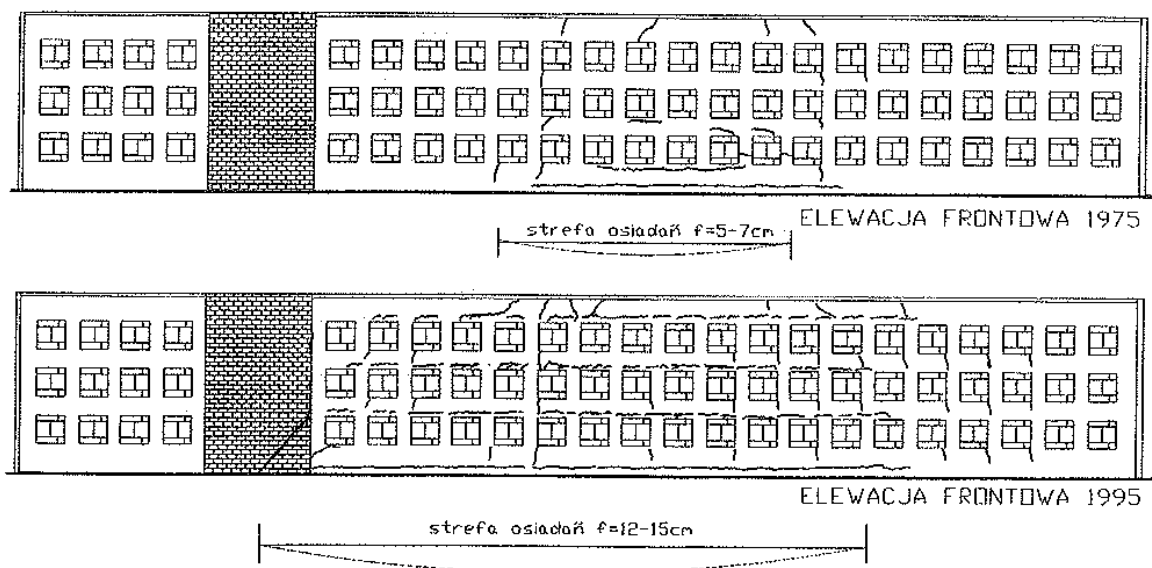 ELEWACJA FRONTOWA 1975
strefa osiadań f=5-7cm
ELEWACJA FRONTOWA 1995
strefa osiadań f=12-15cm